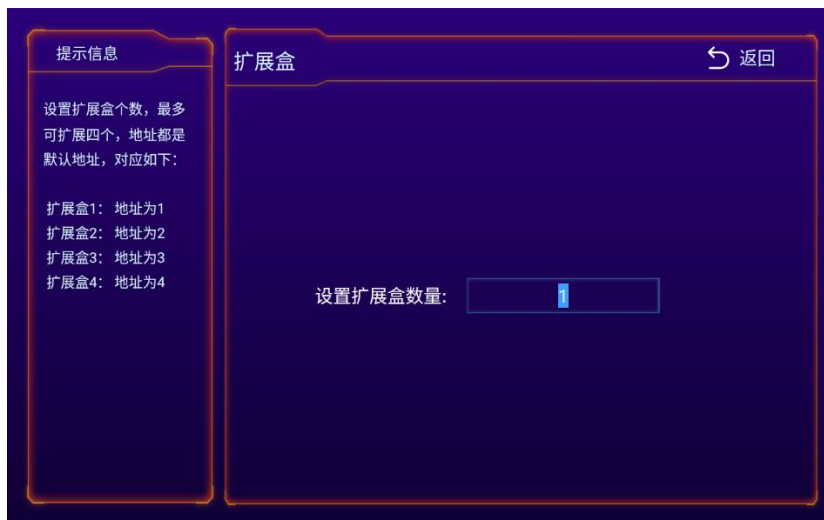 提示信息
扩展盒
返回
设置扩展盒个数，最多
可扩展四个，地址都是
默认地址，对应如下：
扩展盒1：地址为1
扩展盒2：地址为2
扩展盒3：地址为3
扩展盒4：地址为4
设置扩展盒数量:
1